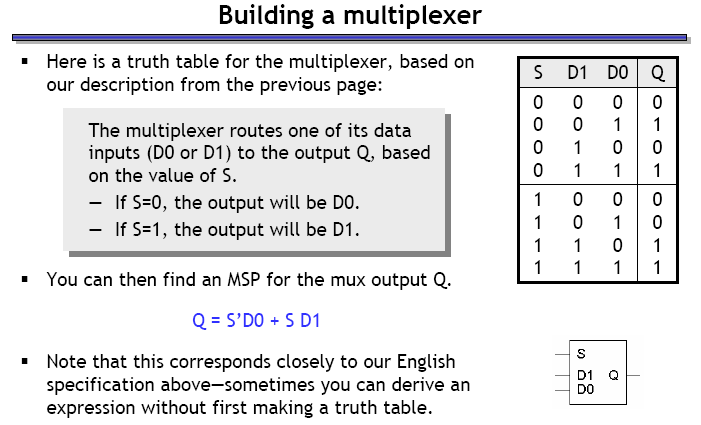 Building a multiplexer
▪ Here is a truth table for the multiplexer, based on
our description from the previous page:
The multiplexer routes one of its data
inputs (D0 or D1) to the output Q, based
on the value of S.
— If S=0, the output will be D0.
— If S=1, the output will be D1.
▪ You can then find an MSP for the mux output Q.
Q = S’D0 + S D1
▪ Note that this corresponds closely to our English
specification above—sometimes you can derive an
expression without first making a truth table.
S D1 D0 Q
0 0 0 0
0 0 1 1
0 1 0 0
0 1 1 1
1 0 0 0
1 0 1 0
1 1 0 1
1 1 1 1
S
D1 Q
D0